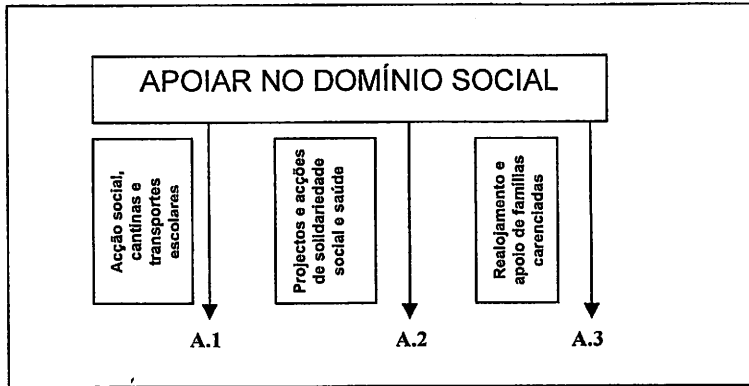 APOIAR NO DOMÍNIO SOCIAL
Acção social,
cantinas e
transportes
escolares
A.1
Projectos e acções
de solidariedade
social e saúde
A.2
Realojamento e
apoio de famílias
carenciadas
A.3